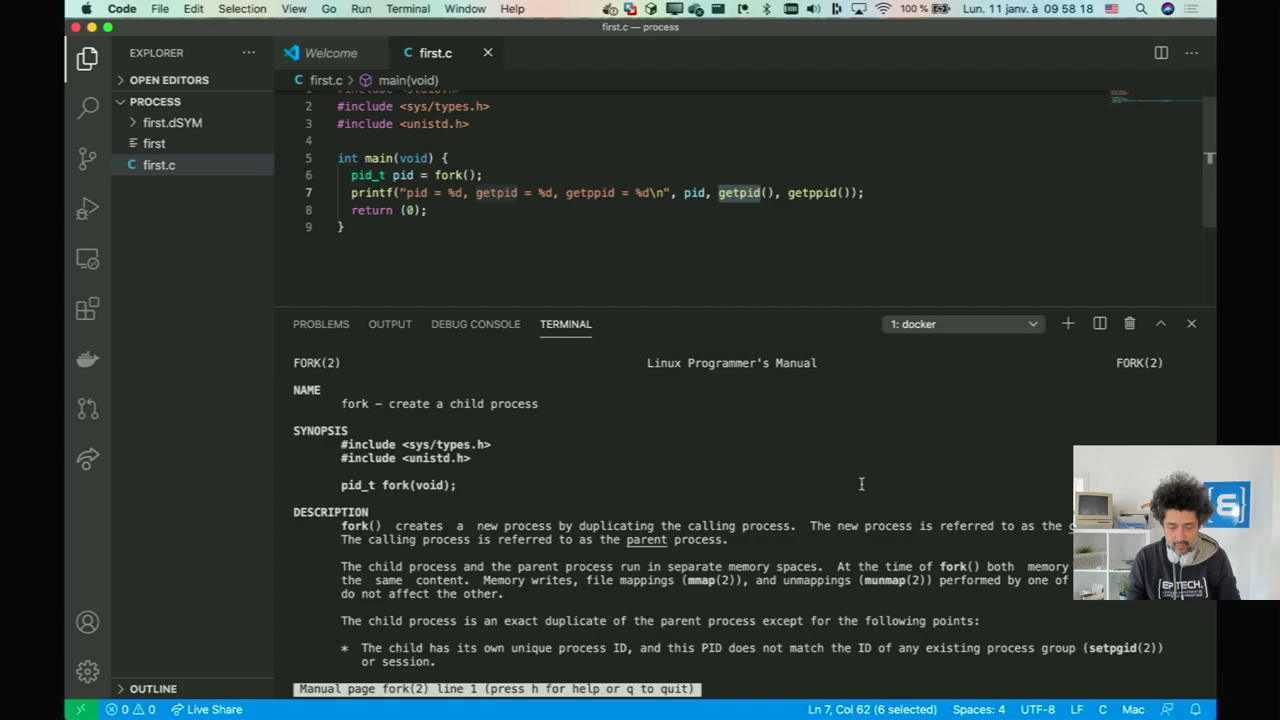 Code File Edit Selection View Go Run Terminal Window Help 100 % Lun. 11 janv. à 09 58 18
first.c — process
EXPLORER
Welcome
first.c
OPEN EDITORS
first.c > main(void)
PROCESS
first.dSYM
first
first.c
2 #include <sys/types.h>
3 #include <unistd.h>
4
5 int main(void) {
6 pid_t pid = fork();
7 printf("pid = %d, getpid = %d, getppid = %d\n", pid, getpid(), getppid());
8 return (0);
9 }
PROBLEMS OUTPUT DEBUG CONSOLE TERMINAL 1: docker
FORK(2) Linux Programmer's Manual FORK(2)
NAME
fork – create a child process
SYNOPSIS
#include <sys/types.h>
#include <unistd.h>
pid_t fork(void);
DESCRIPTION
fork() creates a new process by duplicating the calling process. The new process is referred to as the
The calling process is referred to as the parent process.
The child process and the parent process run in separate memory spaces. At the time of fork() both memory
the same content. Memory writes, file mappings (mmap(2)), and unmappings (munmap(2)) performed by one of
do not affect the other.
The child process is an exact duplicate of the parent process except for the following points:
* The child has its own unique process ID, and this PID does not match the ID of any existing process group (setpgid(2))
or session.
Manual page fork(2) line 1 (press h for help or q to quit)
OUTLINE
0 0 Live Share Ln 7, Col 62 (6 selected) Spaces: 4 UTF-8 LF C Mac
EPITECH.